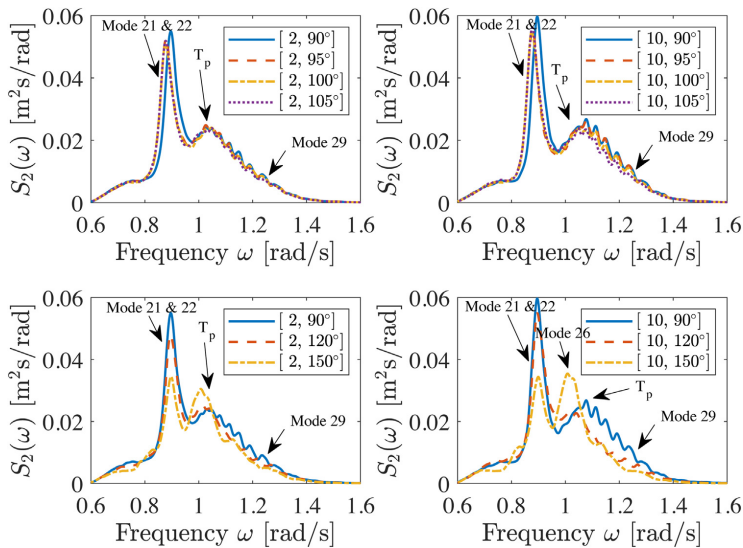 0.06
0.04
0.02
0
S₂(ω) [m²s/rad]
Mode 21 & 22
Tₚ
Mode 29
[ 2, 90°]
[ 2, 95°]
[ 2, 100°]
[ 2, 105°]
0.6 0.8 1 1.2 1.4 1.6
Frequency ω [rad/s]
0.06
0.04
0.02
0
S₂(ω) [m²s/rad]
Mode 21 & 22
Tₚ
Mode 29
[ 10, 90°]
[ 10, 95°]
[ 10, 100°]
[ 10, 105°]
0.6 0.8 1 1.2 1.4 1.6
Frequency ω [rad/s]
0.06
0.04
0.02
0
S₂(ω) [m²s/rad]
Mode 21 & 22
Tₚ
Mode 29
[ 2, 90°]
[ 2, 120°]
[ 2, 150°]
0.6 0.8 1 1.2 1.4 1.6
Frequency ω [rad/s]
0.06
0.04
0.02
0
S₂(ω) [m²s/rad]
Mode 21 & 22
Mode 26
Tₚ
Mode 29
[ 10, 90°]
[ 10, 120°]
[ 10, 150°]
0.6 0.8 1 1.2 1.4 1.6
Frequency ω [rad/s]